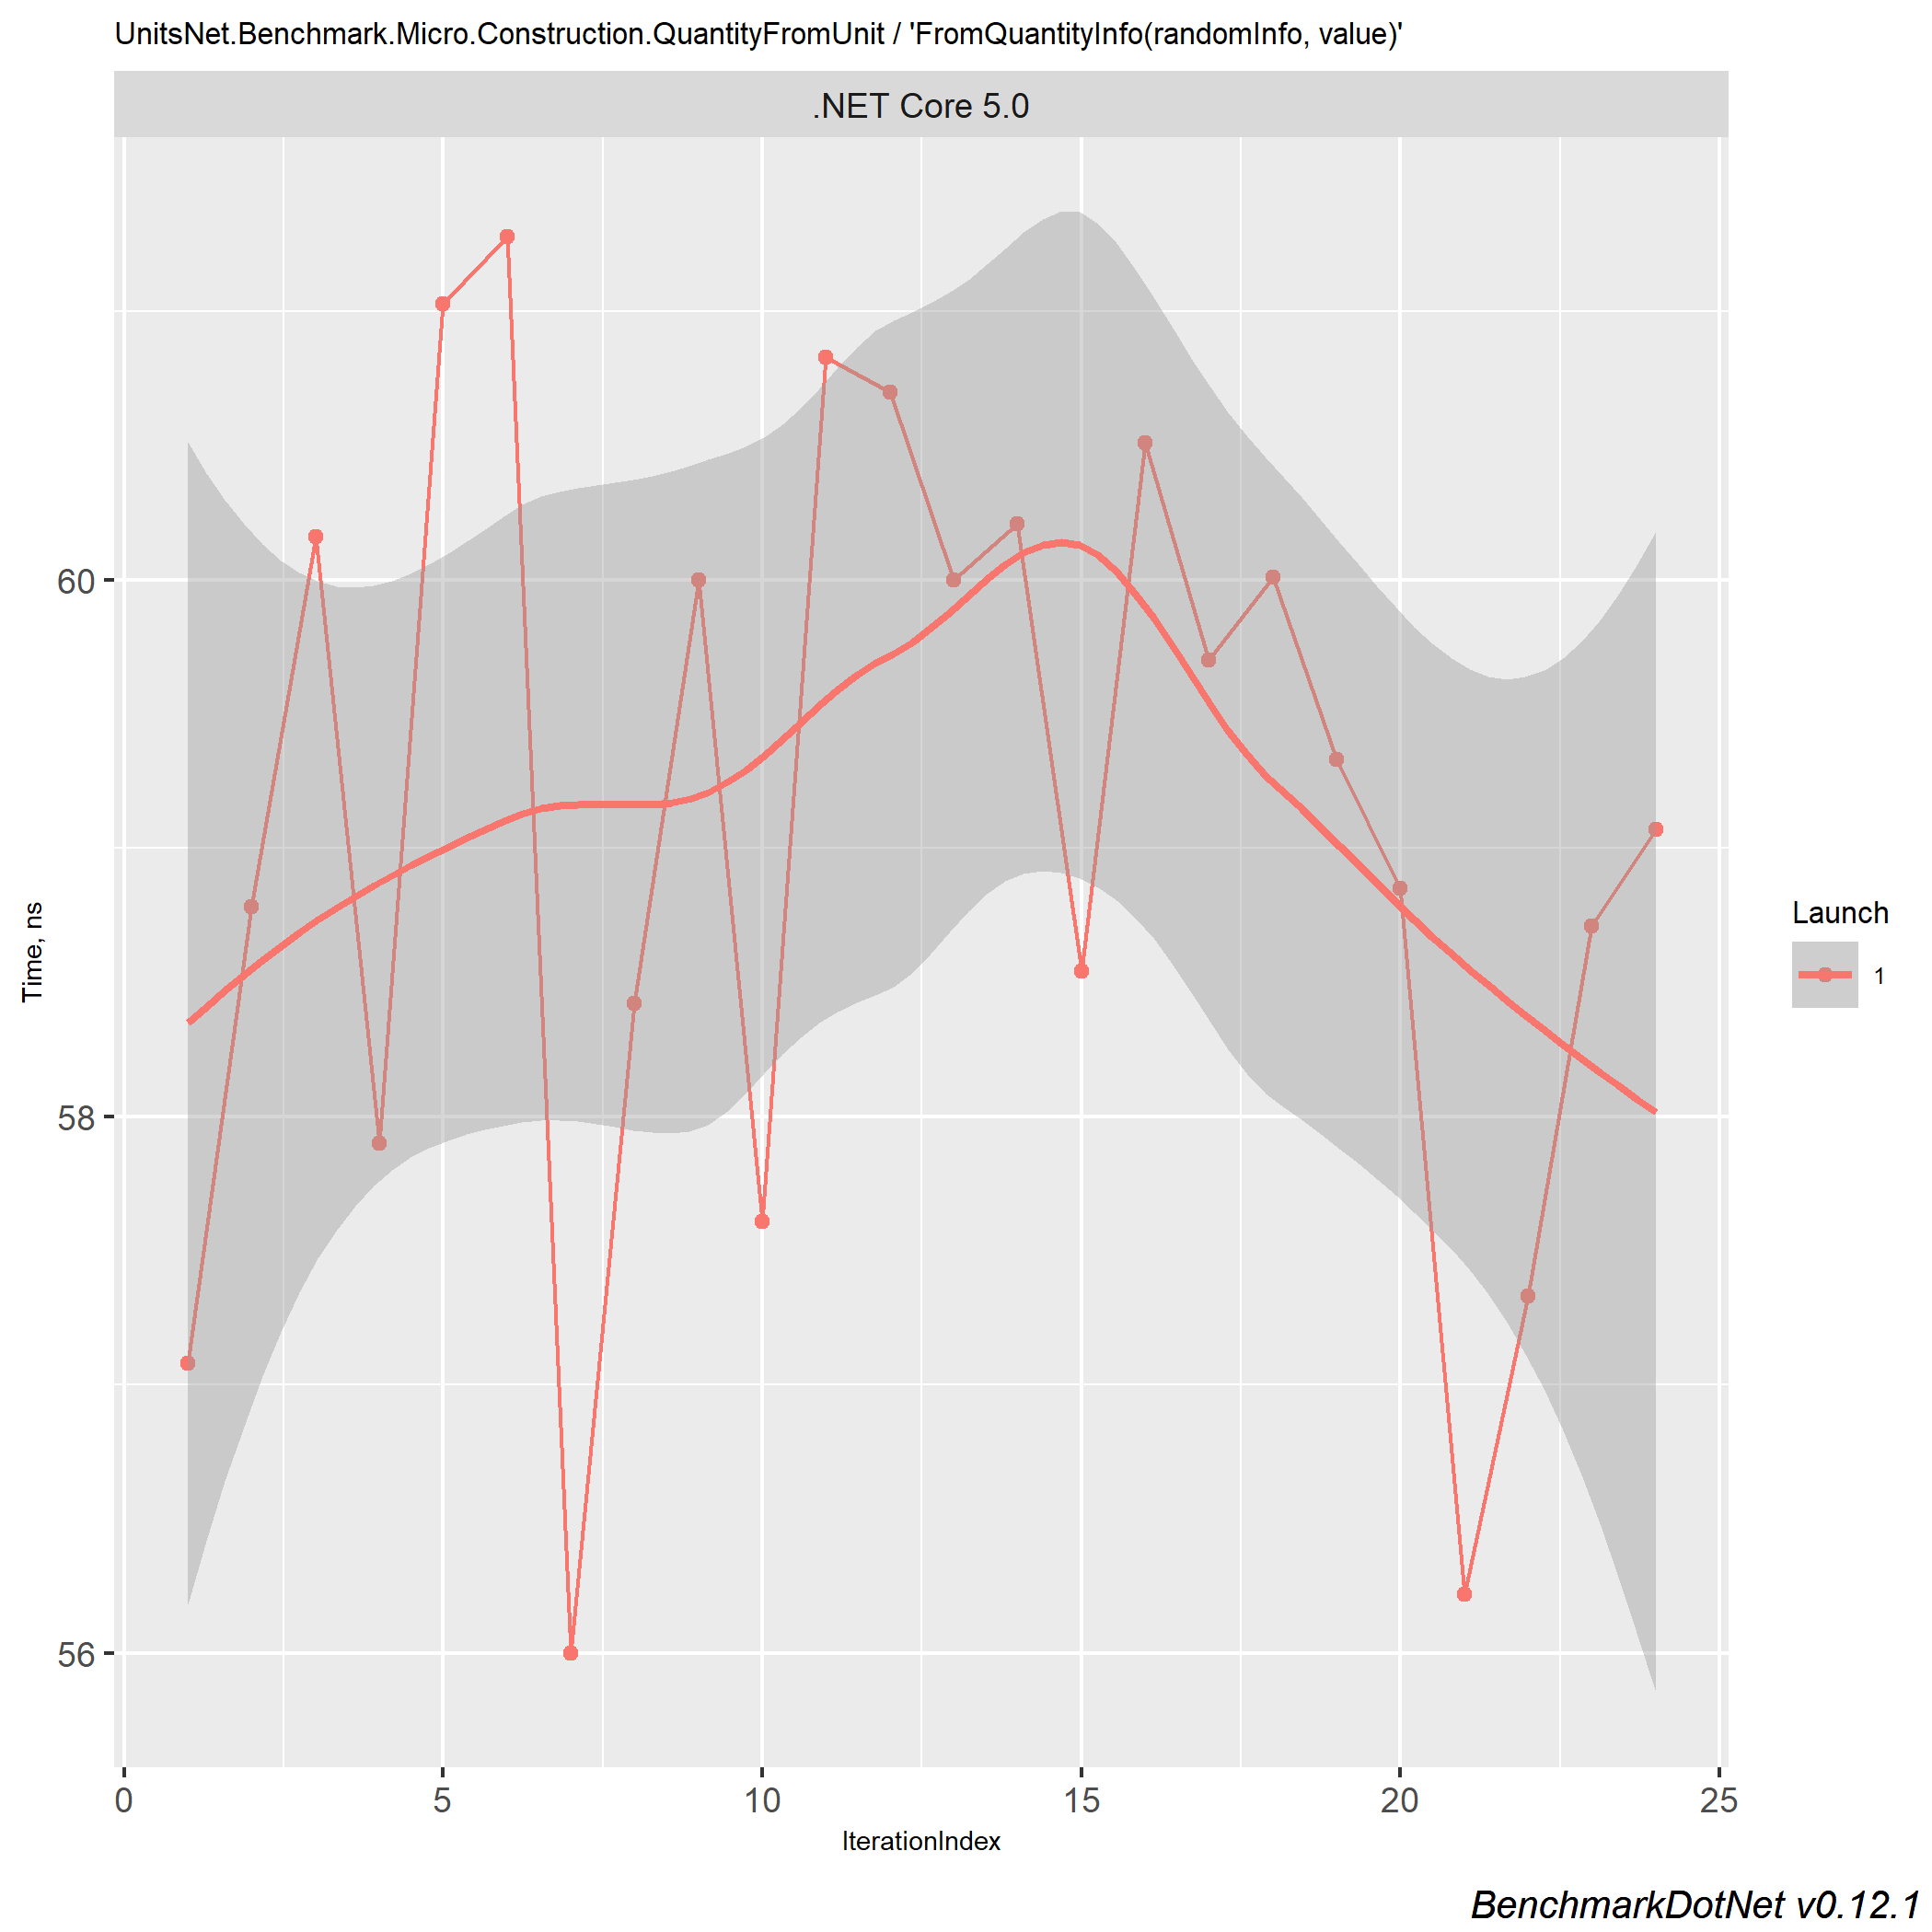 UnitsNet.Benchmark.Micro.Construction.QuantityFromUnit / 'FromQuantityInfo(randomInfo, value)'
.NET Core 5.0
60
58
56
Time, ns
Launch
1
0 5 10 15 20 25
IterationIndex
BenchmarkDotNet v0.12.1